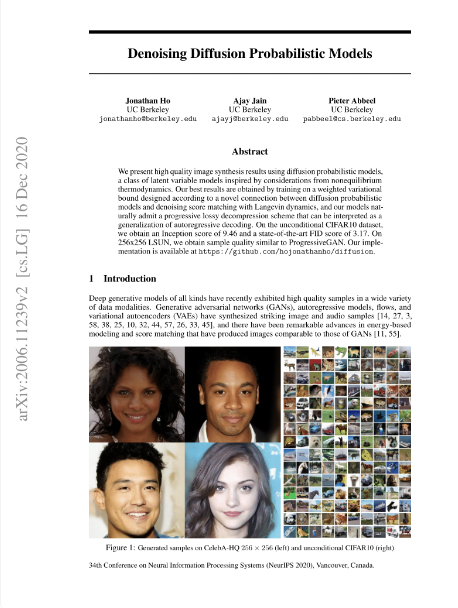 Denoising Diffusion Probabilistic Models
Jonathan Ho
UC Berkeley
jonathanho@berkeley.edu
Ajay Jain
UC Berkeley
ajayj@berkeley.edu
Pieter Abbeel
UC Berkeley
pabbeel@cs.berkeley.edu
Abstract
We present high quality image synthesis results using diffusion probabilistic models,
a class of latent variable models inspired by considerations from nonequilibrium
thermodynamics. Our best results are obtained by training on a weighted variational
bound designed according to a novel connection between diffusion probabilistic
models and denoising score matching with Langevin dynamics, and our models nat-
urally admit a progressive lossy decompression scheme that can be interpreted as a
generalization of autoregressive decoding. On the unconditional CIFAR10 dataset,
we obtain an Inception score of 9.46 and a state-of-the-art FID score of 3.17. On
256x256 LSUN, we obtain sample quality similar to ProgressiveGAN. Our imple-
mentation is available at https://github.com/hojonathanho/diffusion.
1 Introduction
Deep generative models of all kinds have recently exhibited high quality samples in a wide variety
of data modalities. Generative adversarial networks (GANs), autoregressive models, flows, and
variational autoencoders (VAEs) have synthesized striking image and audio samples [14, 27, 3,
58, 38, 25, 10, 32, 44, 57, 26, 33, 45], and there have been remarkable advances in energy-based
modeling and score matching that have produced images comparable to those of GANs [11, 55].
Figure 1: Generated samples on CelebA-HQ 256 × 256 (left) and unconditional CIFAR10 (right)
34th Conference on Neural Information Processing Systems (NeurIPS 2020), Vancouver, Canada.
arXiv:2006.11239v2 [cs.LG] 16 Dec 2020